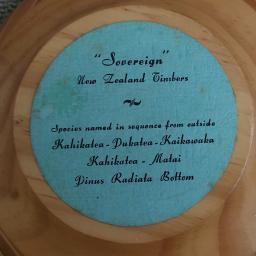 "Sovereign"
New Zealand Timbers
~
Species named in sequence from outside
Kahikatea - Pukatea - Kaikawaka
Kahikatea - Matai
Pinus Radiata Bottom